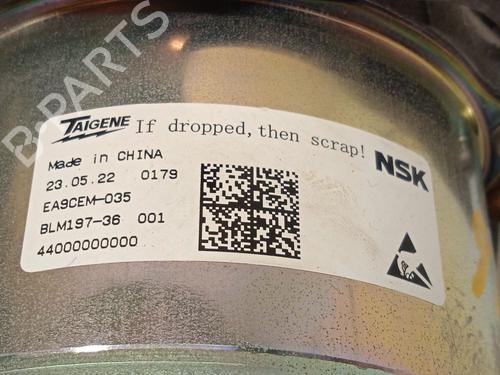 B-PARTS
TAIGENE If dropped, then scrap! NSK
Made in CHINA
23.05.22 0179
EA9CEM-035
BLM197-36 001
44000000000